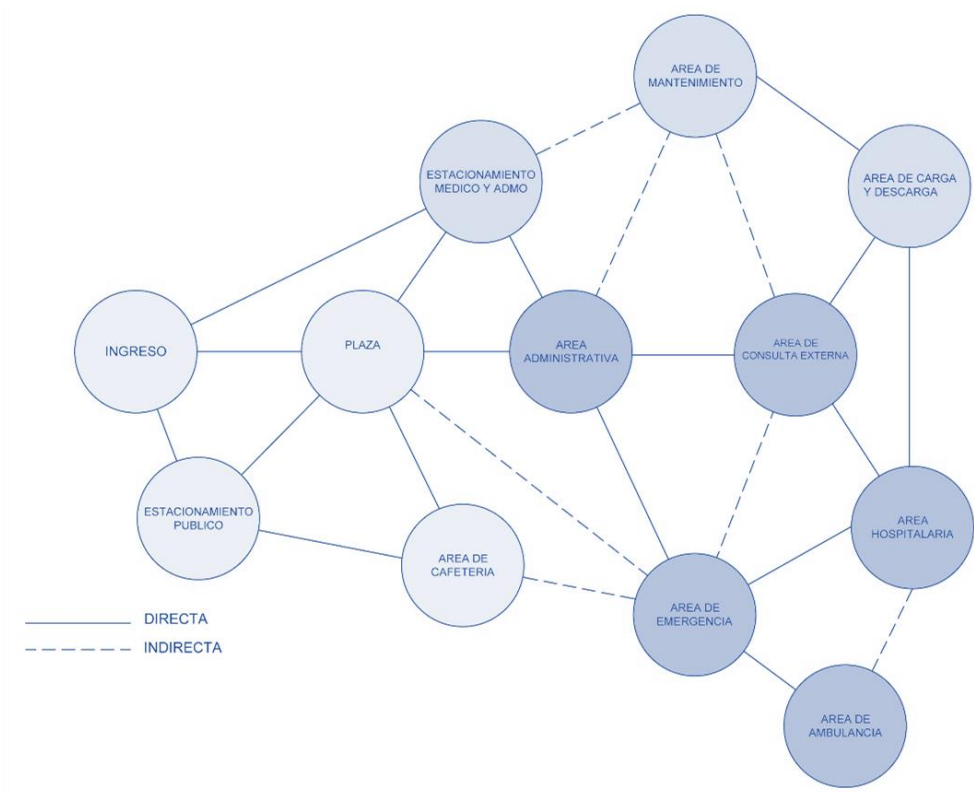 AREA DE
MANTENIMIENTO
ESTACIONAMIENTO
MEDICO Y ADMO
AREA DE CARGA
Y DESCARGA
INGRESO
PLAZA
AREA
ADMINISTRATIVA
AREA DE
CONSULTA EXTERNA
ESTACIONAMIENTO
PUBLICO
AREA DE
CAFETERIA
AREA
HOSPITALARIA
AREA DE
EMERGENCIA
AREA DE
AMBULANCIA
DIRECTA
INDIRECTA